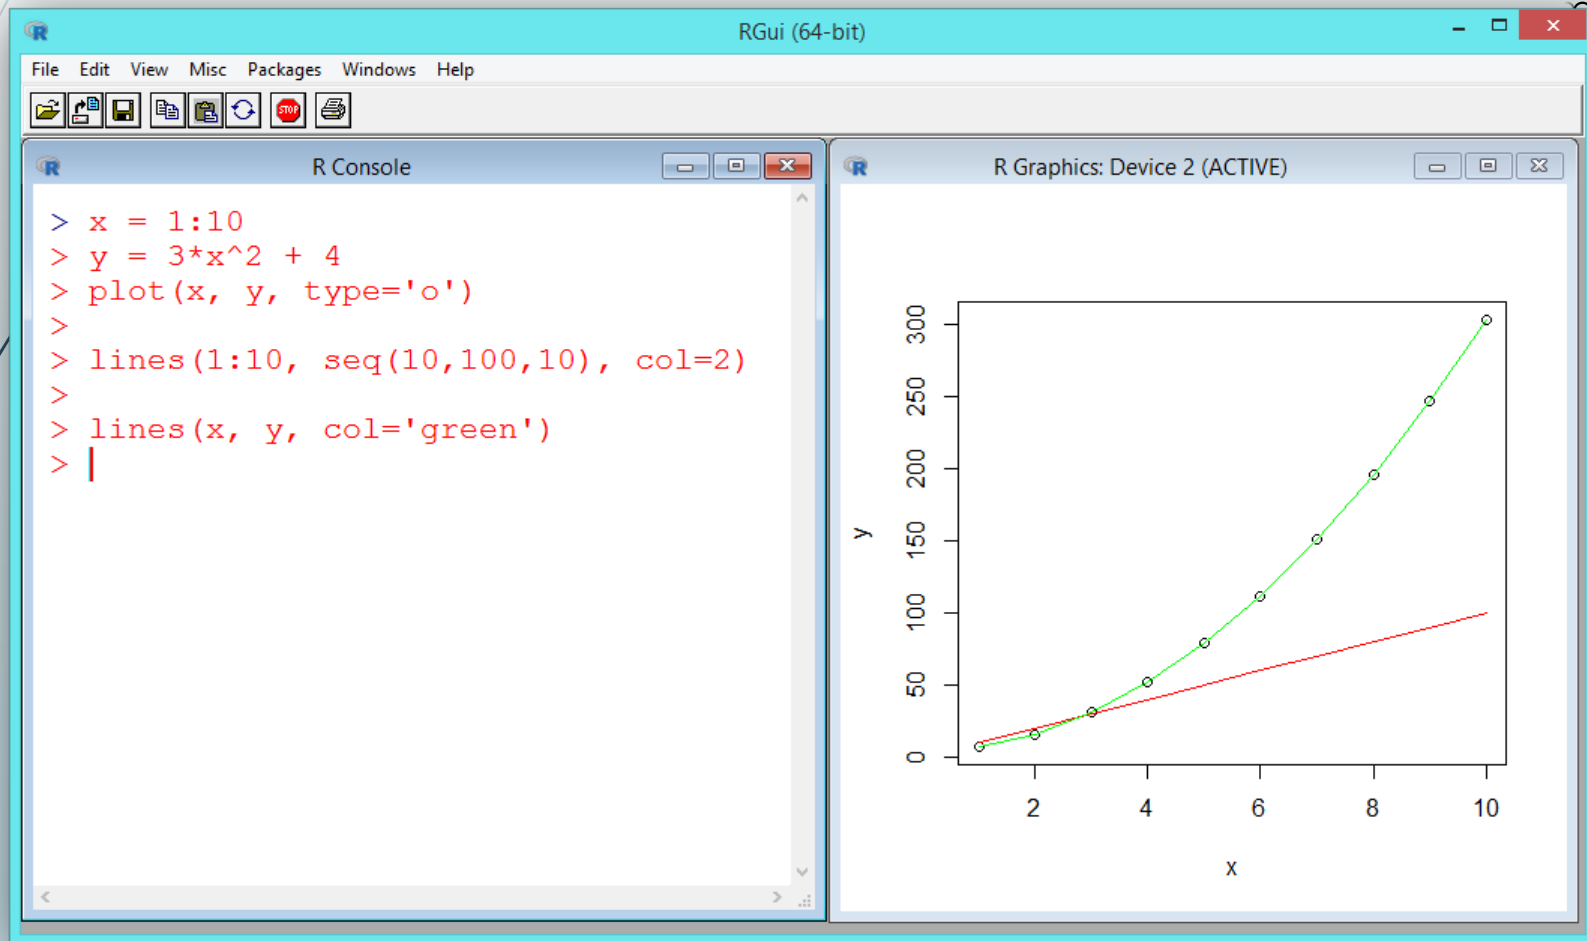 RGui (64-bit)
File Edit View Misc Packages Windows Help
STOP
R Console
> x = 1:10
> y = 3*x^2 + 4
> plot(x, y, type='o')
>
> lines(1:10, seq(10,100,10), col=2)
>
> lines(x, y, col='green')
>
R Graphics: Device 2 (ACTIVE)
300
250
200
150
100
50
0
y
2 4 6 8 10
x